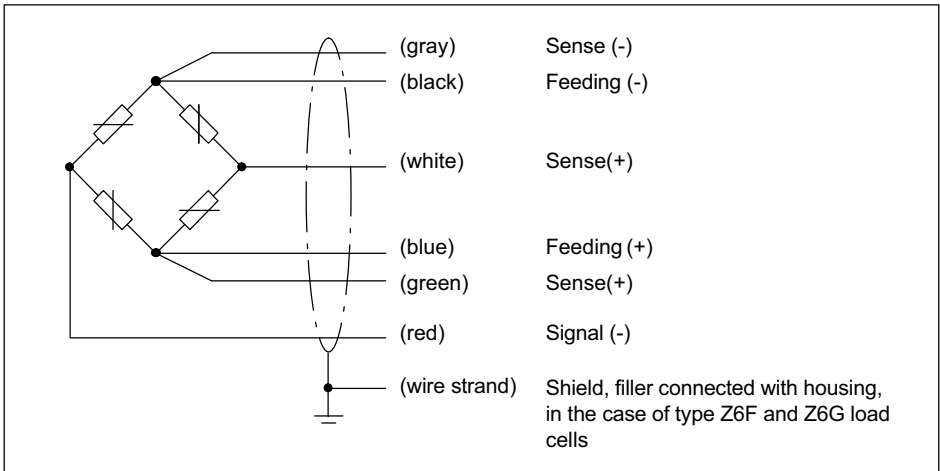 (gray) Sense (-)
(black) Feeding (-)
(white) Sense(+)
(blue) Feeding (+)
(green) Sense(+)
(red) Signal (-)
(wire strand) Shield, filler connected with housing,
in the case of type Z6F and Z6G load
cells